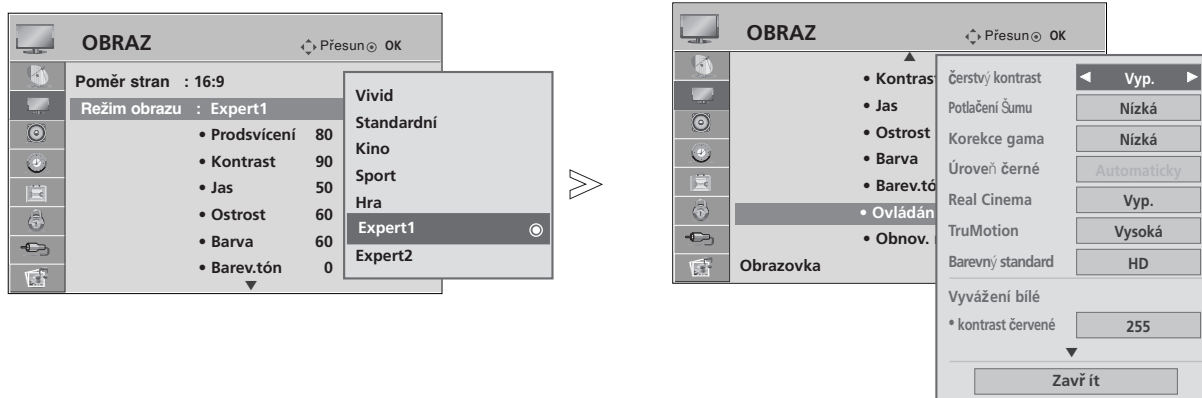 OBRAZ Přesun OK
Poměr stran : 16:9
Režim obrazu : Expert1
• Prodsvícení 80
• Kontrast 90
• Jas 50
• Ostrost 60
• Barva 60
• Barev.tón 0
Vivid
Standardní
Kino
Sport
Hra
Expert1
Expert2
OBRAZ Přesun OK
• Kontras
• Jas
• Ostrost
• Barva
• Barev.tó
• Ovládán
• Obnov.
Obrazovka
čerstvý kontrast Vyp.
Potlačení Šumu Nízká
Korekce gama Nízká
Úroveň černé Automaticky
Real Cinema Vyp.
TruMotion Vysoká
Barevný standard HD
Vyvážení bílé
• kontrast červené 255
Zavř ít